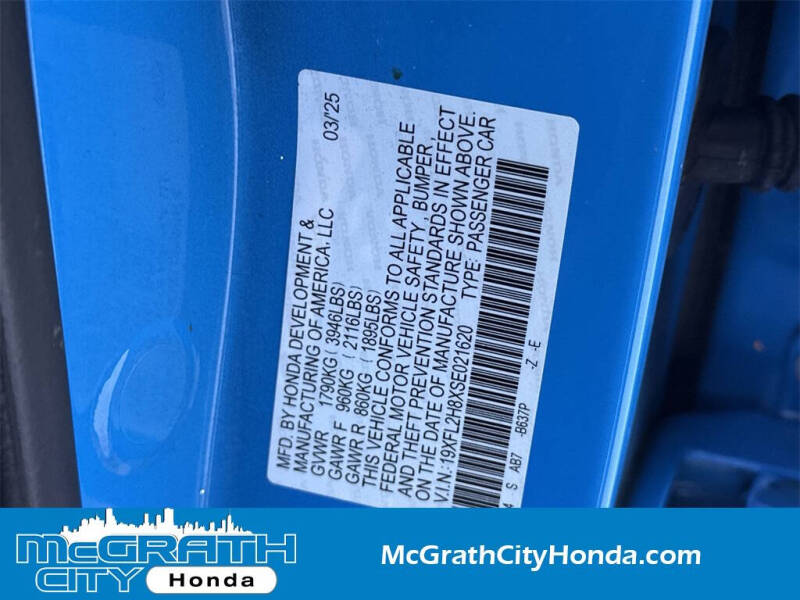 MFD. BY HONDA DEVELOPMENT &
MANUFACTURING OF AMERICA, LLC 03/'25
GVWR 1790KG ( 3946LBS)
GAWR F 960KG ( 2116LBS)
GAWR R 860KG ( 1895LBS)
THIS VEHICLE CONFORMS TO ALL APPLICABLE
FEDERAL MOTOR VEHICLE SAFETY , BUMPER,
AND THEFT PREVENTION STANDARDS IN EFFECT
ON THE DATE OF MANUFACTURE SHOWN ABOVE.
V.I.N.: 19XFL2H8XSE021620 TYPE: PASSENGER CAR
4 S AB7 -B637P -Z -E
McGRATH
CITY Honda
McGrathCityHonda.com